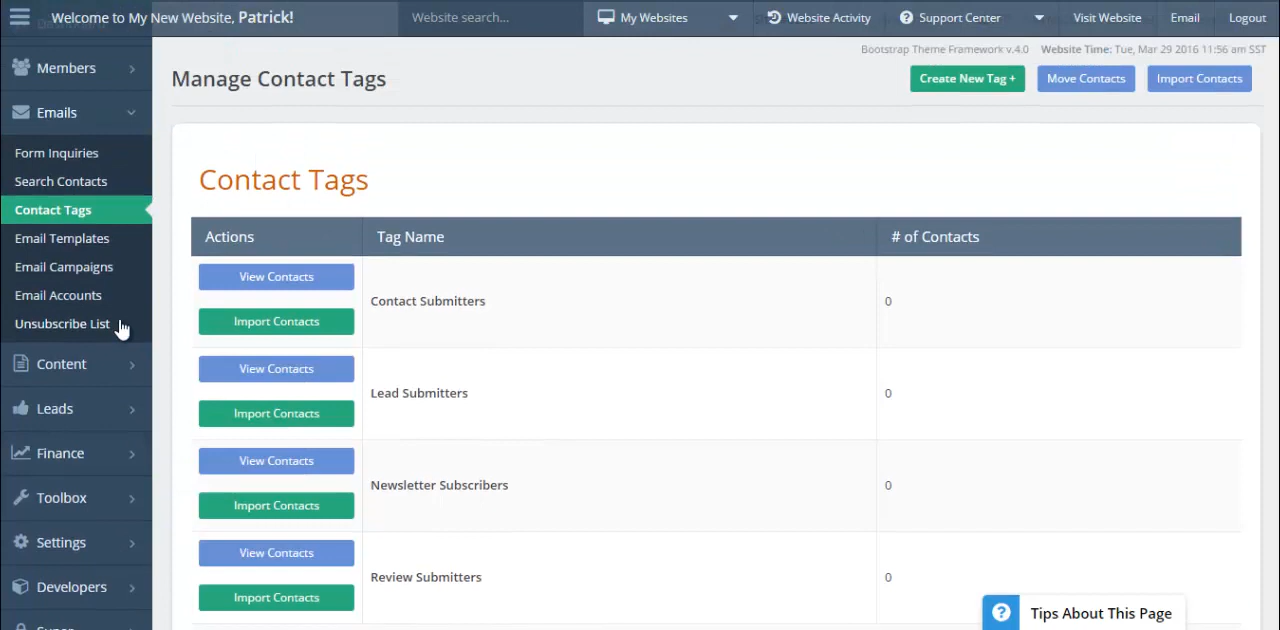 Welcome to My New Website, Patrick!
Website search...
My Websites
Website Activity
Support Center
Visit Website
Email
Logout
Bootstrap Theme Framework v.4.0 Website Time: Tue, Mar 29 2016 11:56 am SST
Members
Emails
Form Inquiries
Search Contacts
Contact Tags
Email Templates
Email Campaigns
Email Accounts
Unsubscribe List
Content
Leads
Finance
Toolbox
Settings
Developers
Manage Contact Tags
Create New Tag +
Move Contacts
Import Contacts
Contact Tags
Actions
Tag Name
# of Contacts
View Contacts
Import Contacts
Contact Submitters
0
View Contacts
Import Contacts
Lead Submitters
0
View Contacts
Import Contacts
Newsletter Subscribers
0
View Contacts
Import Contacts
Review Submitters
0
Tips About This Page